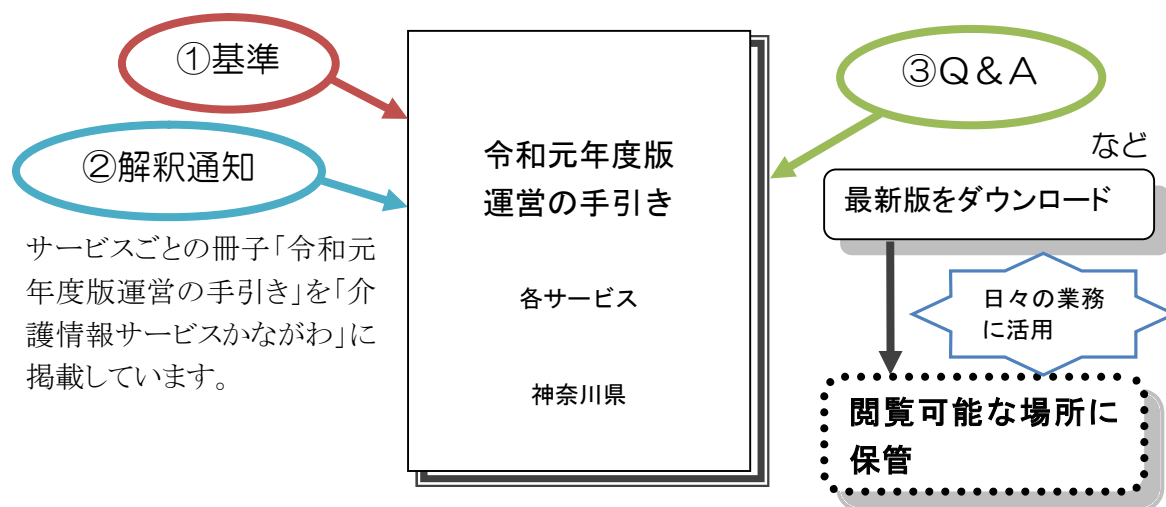 ①基準
②解釈通知
サービスごとの冊子「令和元
年度版運営の手引き」を「介
護情報サービスかながわ」に
掲載しています。
令和元年度版
運営の手引き
各サービス
神奈川県
③Q&A
など
最新版をダウンロード
日々の業務
に活用
閲覧可能な場所に
保管